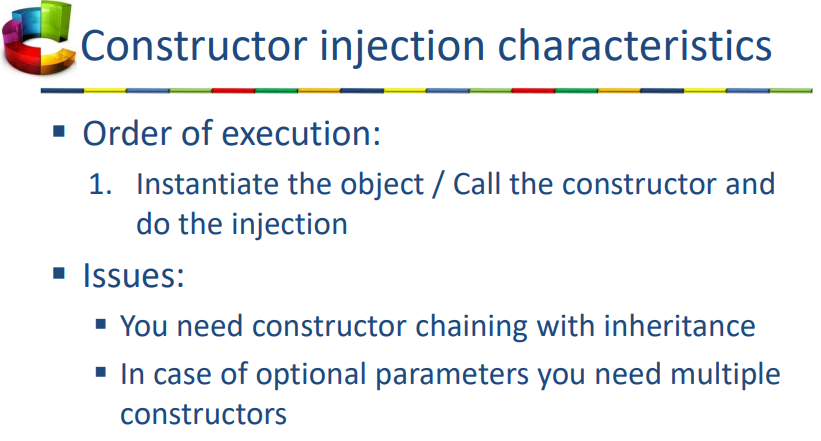 Constructor injection characteristics
▪ Order of execution:
1. Instantiate the object / Call the constructor and
do the injection
▪ Issues:
▪ You need constructor chaining with inheritance
▪ In case of optional parameters you need multiple
constructors